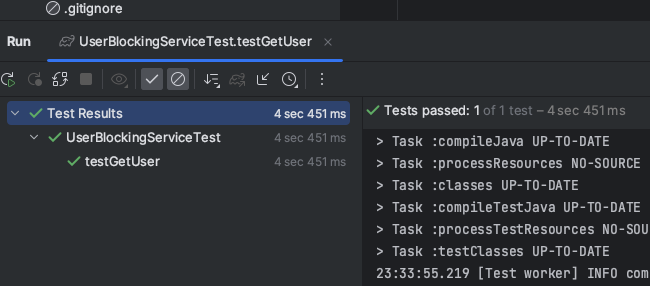 .gitignore
Run UserBlockingServiceTest.testGetUser
Test Results 4 sec 451 ms
UserBlockingServiceTest 4 sec 451 ms
testGetUser 4 sec 451 ms
Tests passed: 1 of 1 test – 4 sec 451 ms
> Task :compileJava UP-TO-DATE
> Task :processResources NO-SOURCE
> Task :classes UP-TO-DATE
> Task :compileTestJava UP-TO-DATE
> Task :processTestResources NO-SOU
> Task :testClasses UP-TO-DATE
23:33:55.219 [Test worker] INFO com